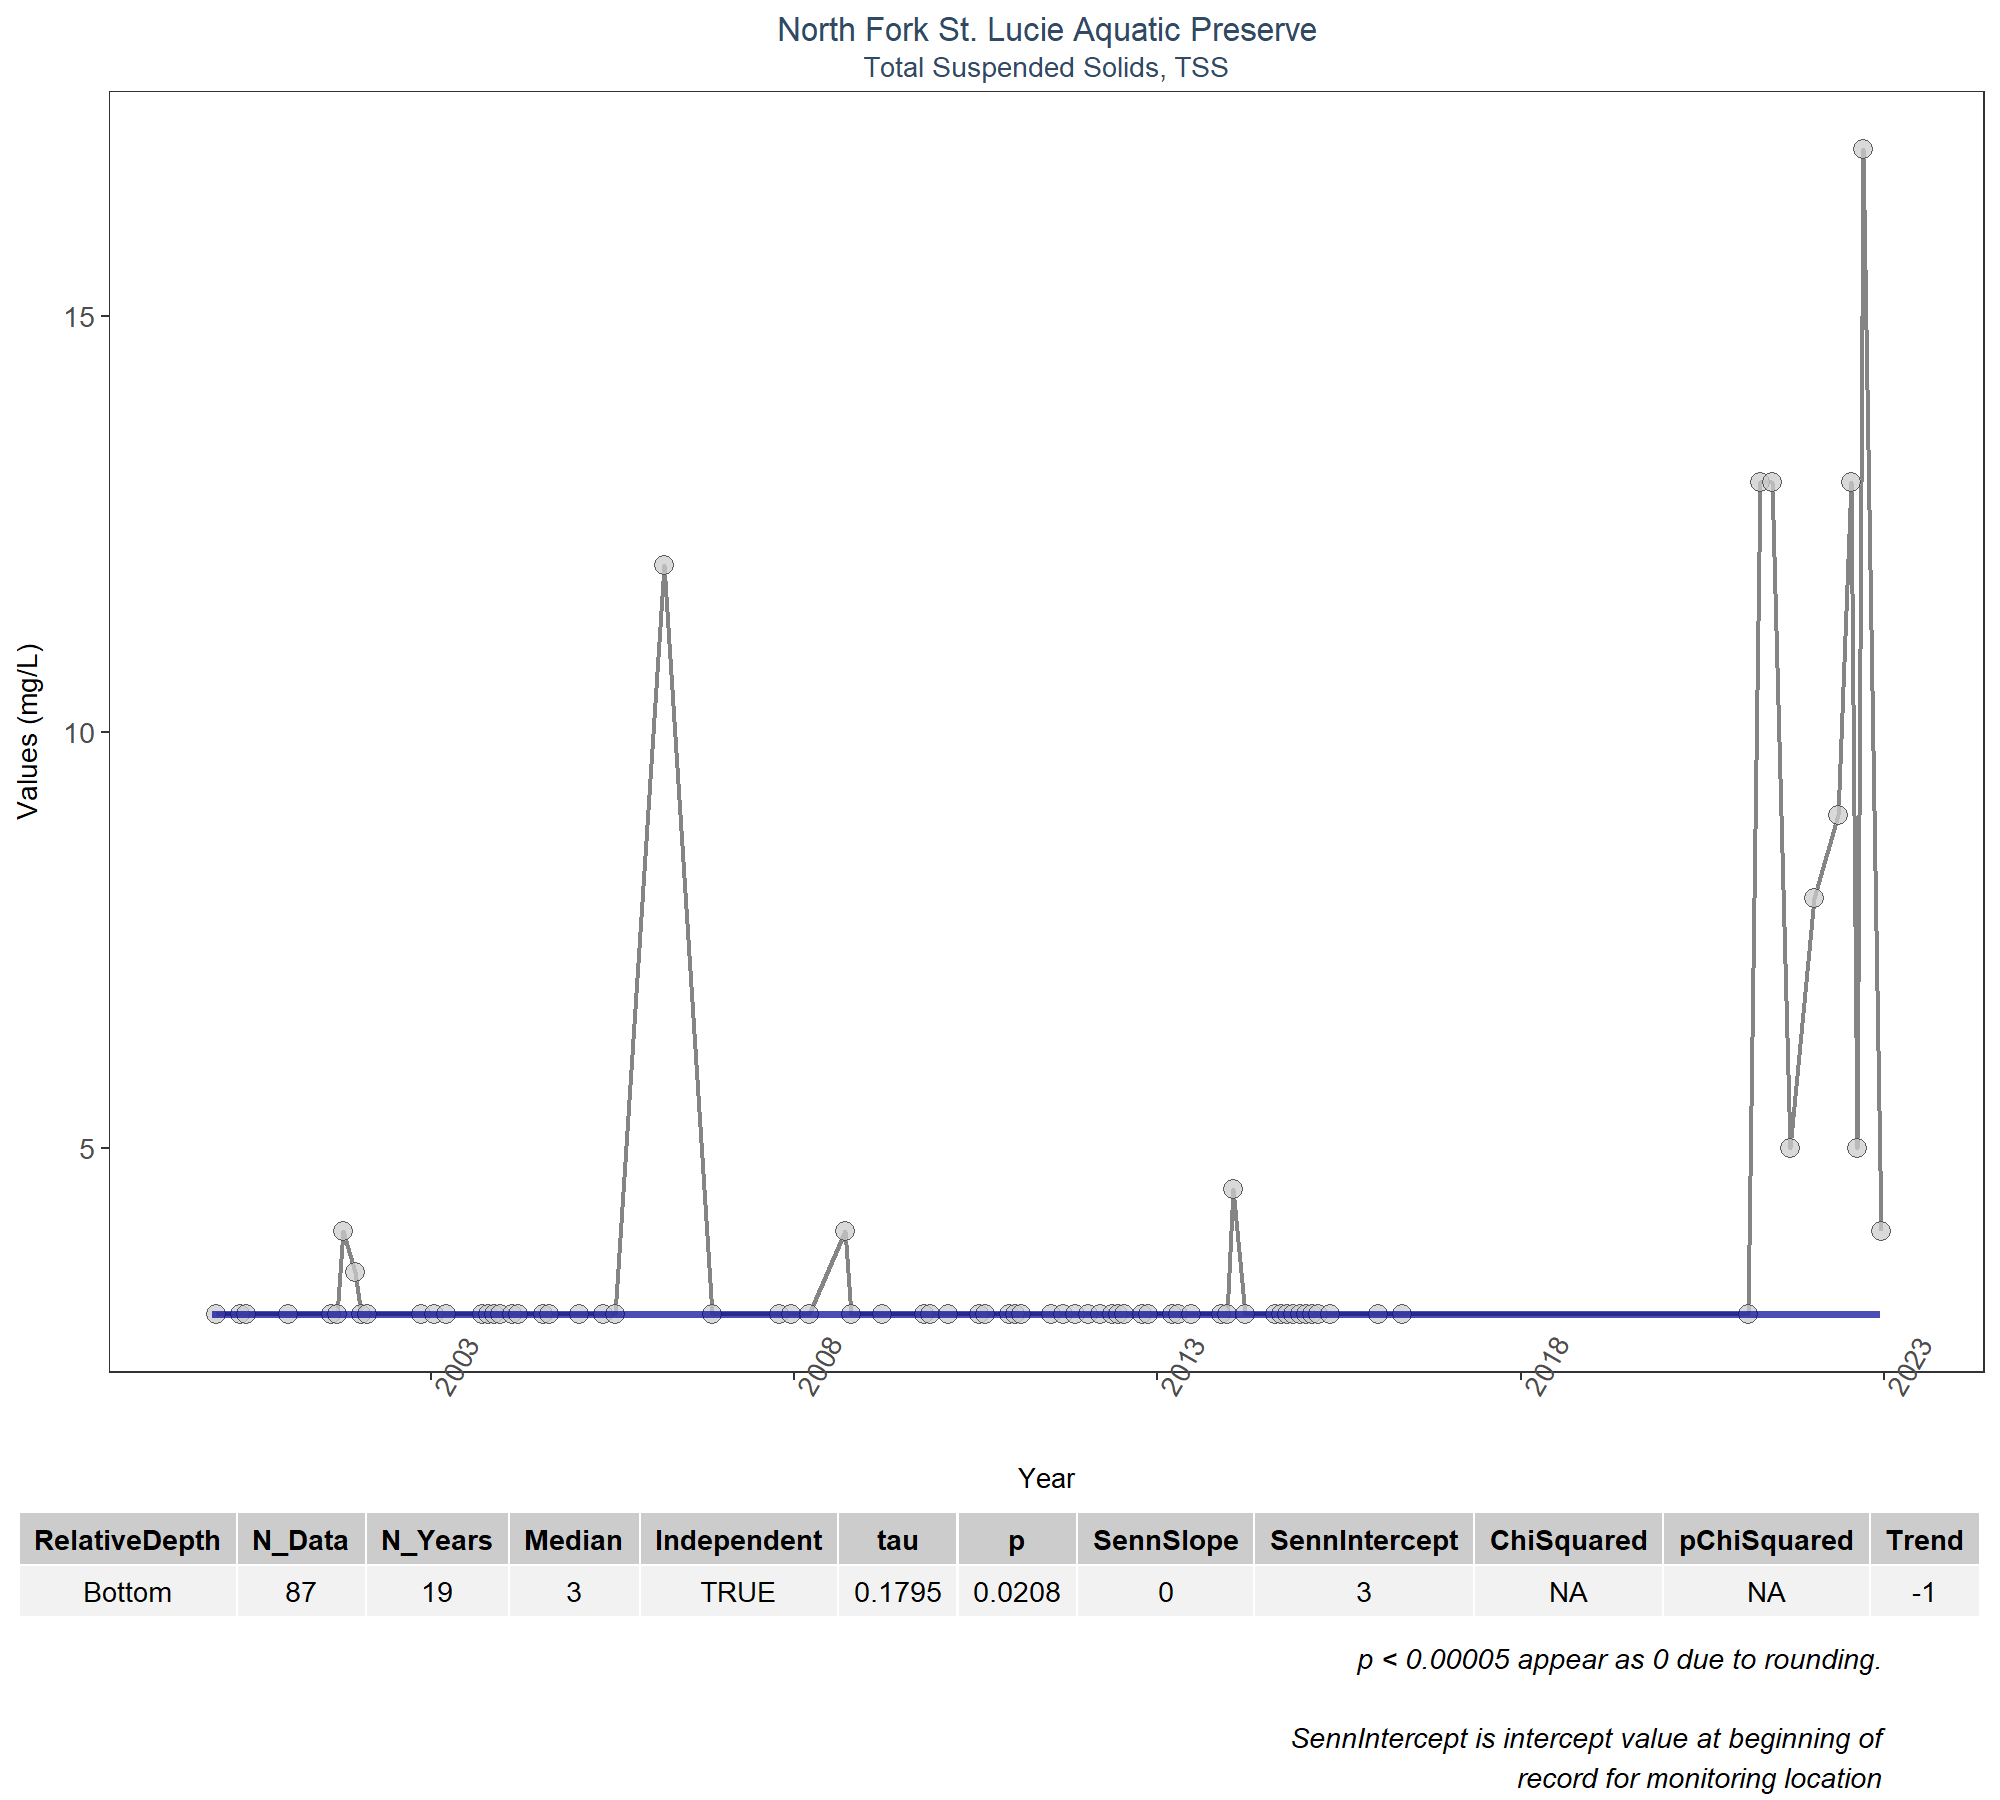 North Fork St. Lucie Aquatic Preserve
Total Suspended Solids, TSS
Values (mg/L)
15
10
5
2003 2008 2013 2018 2023
Year
RelativeDepth N_Data N_Years Median Independent tau p SennSlope SennIntercept ChiSquared pChiSquared Trend
Bottom 87 19 3 TRUE 0.1795 0.0208 0 3 NA NA -1
p < 0.00005 appear as 0 due to rounding.
SennIntercept is intercept value at beginning of
record for monitoring location